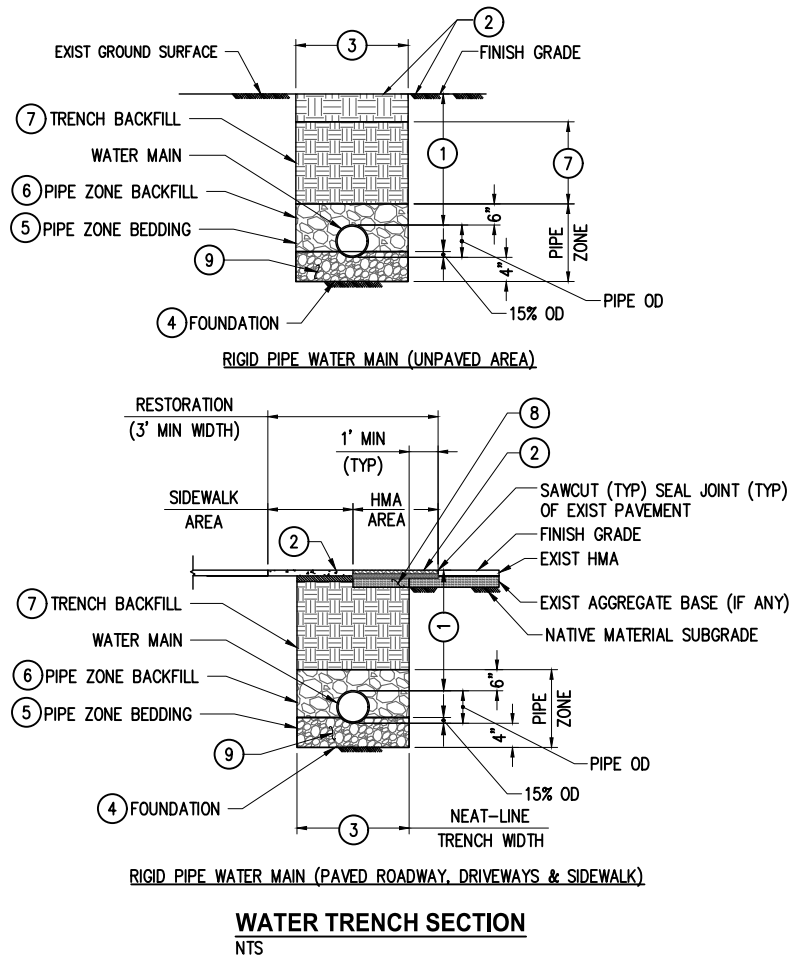 2
3
EXIST GROUND SURFACE
FINISH GRADE
7 TRENCH BACKFILL
WATER MAIN
1
7
6 PIPE ZONE BACKFILL
6"
5 PIPE ZONE BEDDING
PIPE
ZONE
9
4"
PIPE OD
4 FOUNDATION
15% OD
RIGID PIPE WATER MAIN (UNPAVED AREA)
RESTORATION
(3' MIN WIDTH)
8
1' MIN
(TYP)
2
SIDEWALK
AREA
HMA
AREA
SAWCUT (TYP) SEAL JOINT (TYP)
OF EXIST PAVEMENT
2
FINISH GRADE
EXIST HMA
7 TRENCH BACKFILL
EXIST AGGREGATE BASE (IF ANY)
1
NATIVE MATERIAL SUBGRADE
WATER MAIN
6 PIPE ZONE BACKFILL
6"
5 PIPE ZONE BEDDING
PIPE
ZONE
9
4"
PIPE OD
4 FOUNDATION
15% OD
3
NEAT-LINE
TRENCH WIDTH
RIGID PIPE WATER MAIN (PAVED ROADWAY, DRIVEWAYS & SIDEWALK)
WATER TRENCH SECTION
NTS